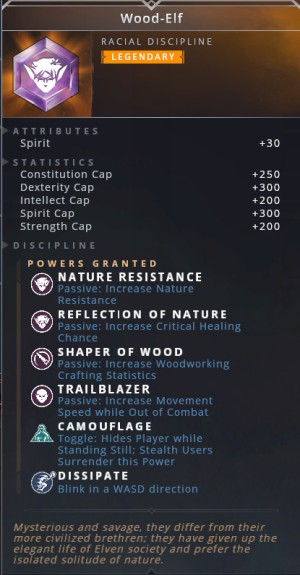 Wood-Elf
RACIAL DISCIPLINE
LEGENDARY
ATTRIBUTES
Spirit +30
STATISTICS
Constitution Cap +250
Dexterity Cap +300
Intellect Cap +200
Spirit Cap +300
Strength Cap +200
DISCIPLINE
POWERS GRANTED
NATURE RESISTANCE
Passive: Increase Nature
Resistance
REFLECTION OF NATURE
Passive: Increase Critical Healing
Chance
SHAPER OF WOOD
Passive: Increase Woodworking
Crafting Statistics
TRAILBLAZER
Passive: Increase Movement
Speed while Out of Combat
CAMOUFLAGE
Toggle: Hides Player while
Standing Still; Stealth Users
Surrender this Power
DISSIPATE
Blink in a WASD direction
Mysterious and savage, they differ from their
more civilized brethren; they have given up the
elegant life of Elven society and prefer the
isolated solitude of nature.